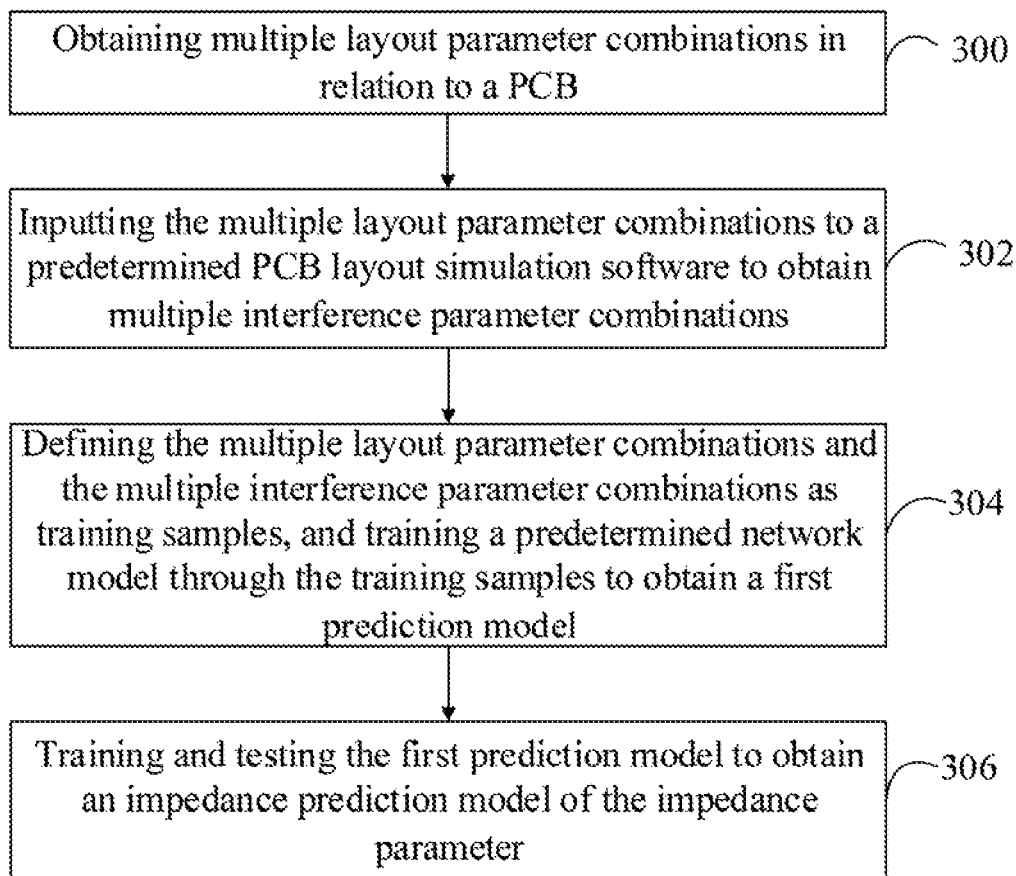 Obtaining multiple layout parameter combinations in
relation to a PCB
300
Inputting the multiple layout parameter combinations to a
predetermined PCB layout simulation software to obtain
multiple interference parameter combinations
302
Defining the multiple layout parameter combinations and
the multiple interference parameter combinations as
training samples, and training a predetermined network
model through the training samples to obtain a first
prediction model
304
Training and testing the first prediction model to obtain
an impedance prediction model of the impedance
parameter
306